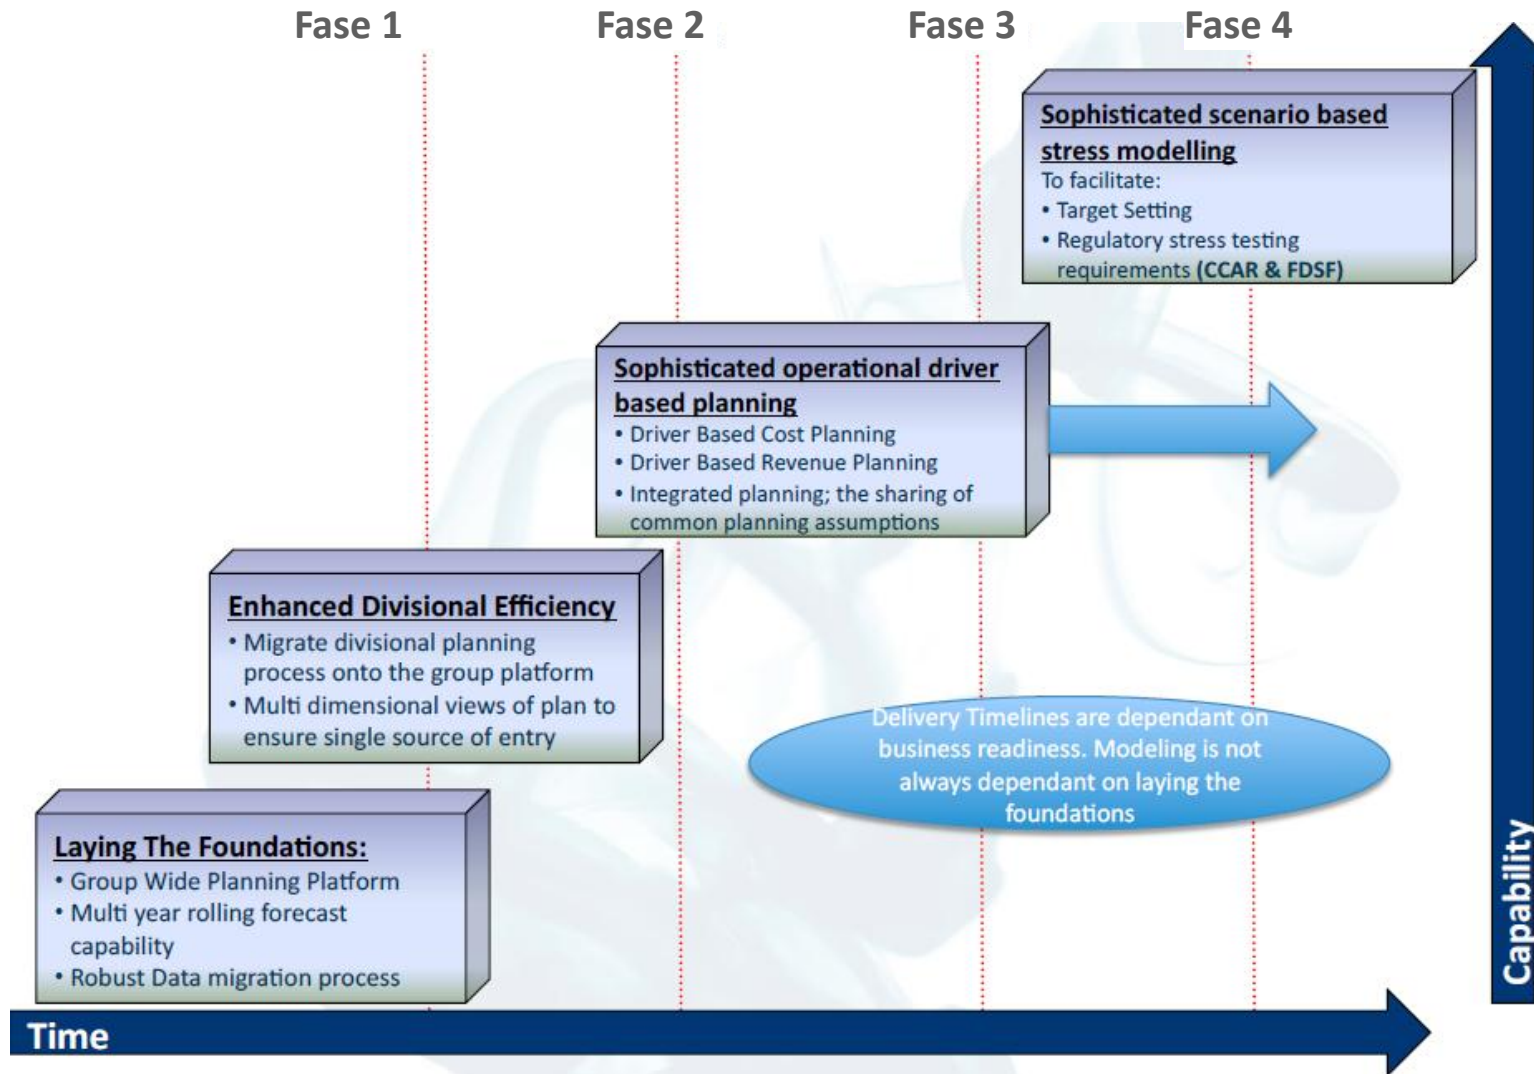 Fase 1
Fase 2
Fase 3
Fase 4
Sophisticated scenario based
stress modelling
To facilitate:
• Target Setting
• Regulatory stress testing
requirements (CCAR & FDSF)
Sophisticated operational driver
based planning
• Driver Based Cost Planning
• Driver Based Revenue Planning
• Integrated planning; the sharing of
common planning assumptions
Enhanced Divisional Efficiency
• Migrate divisional planning
process onto the group platform
• Multi dimensional views of plan to
ensure single source of entry
Delivery Timelines are dependant on
business readiness. Modeling is not
always dependant on laying the
foundations
Laying The Foundations:
• Group Wide Planning Platform
• Multi year rolling forecast
capability
• Robust Data migration process
Capability
Time